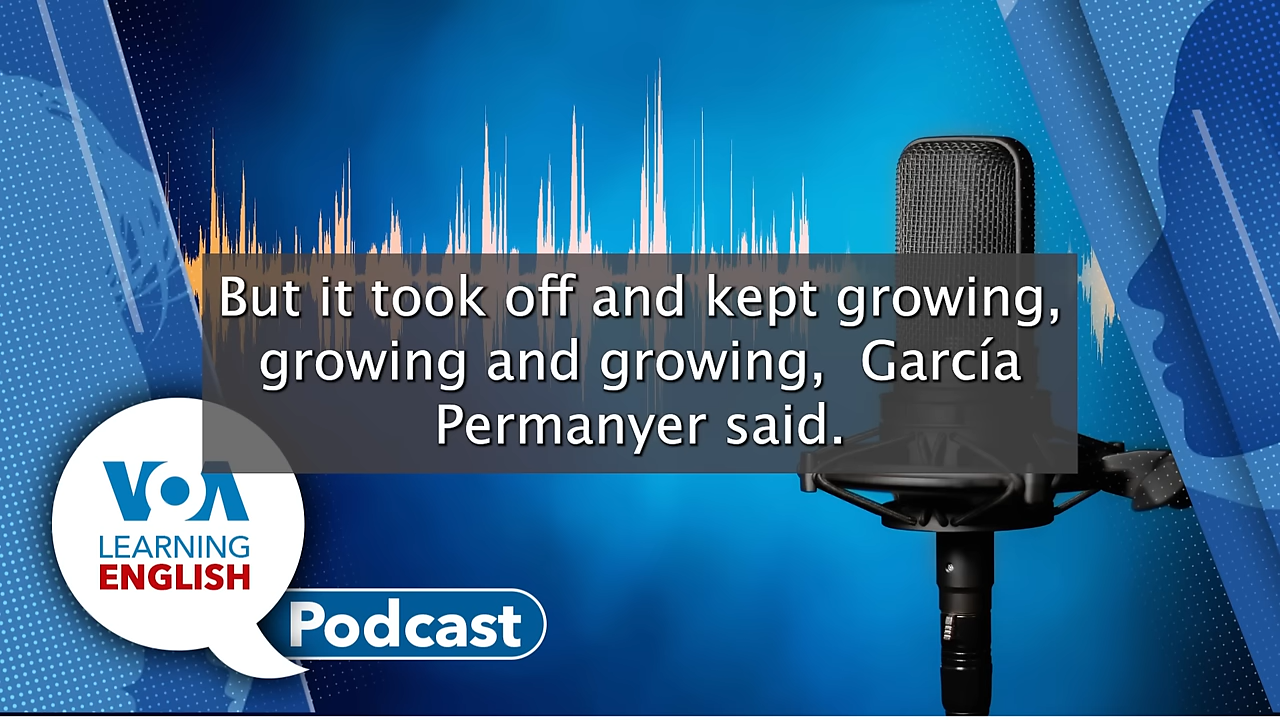 But it took off and kept growing,
growing and growing,  García
Permanyer said.
VOA
LEARNING
ENGLISH
Podcast